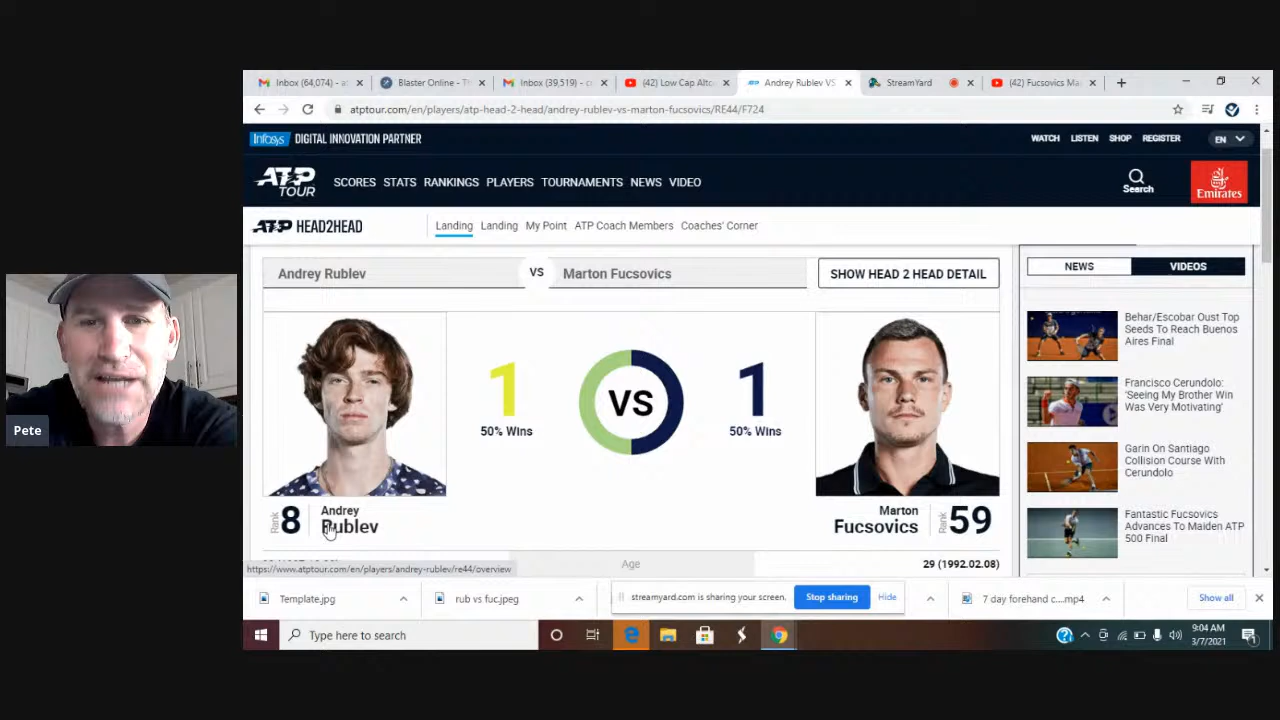 Inbox (64,074) - a
Blaster Online - T
Inbox (39,519) - c
(42) Low Cap Altc
Andrey Rublev VS
StreamYard
(42) Fucsovics Ma
atptour.com/en/players/atp-head-2-head/andrey-rublev-vs-marton-fucsovics/RE44/F724
Infosys DIGITAL INNOVATION PARTNER
WATCH LISTEN SHOP REGISTER EN
ATP TOUR
SCORES STATS RANKINGS PLAYERS TOURNAMENTS NEWS VIDEO
Search
Emirates
ATP HEAD2HEAD
Landing Landing My Point ATP Coach Members Coaches' Corner
Andrey Rublev VS Marton Fucsovics SHOW HEAD 2 HEAD DETAIL
NEWS VIDEOS
Behar/Escobar Oust Top
Seeds To Reach Buenos
Aires Final
1 VS 1
50% Wins 50% Wins
Francisco Cerundolo:
'Seeing My Brother Win
Was Very Motivating'
Garin On Santiago
Collision Course With
Cerundolo
Fantastic Fucsovics
Advances To Maiden ATP
500 Final
Pete
Rank 8 Andrey
Rublev
Marton
Fucsovics Rank 59
Age
29 (1992.02.08)
https://www.atptour.com/en/players/andrey-rublev/re44/overview
Template.jpg
rub vs fuc.jpeg
streamyard.com is sharing your screen.
Stop sharing
Hide
7 day forehand c....mp4
Show all
Type here to search
9:04 AM
3/7/2021